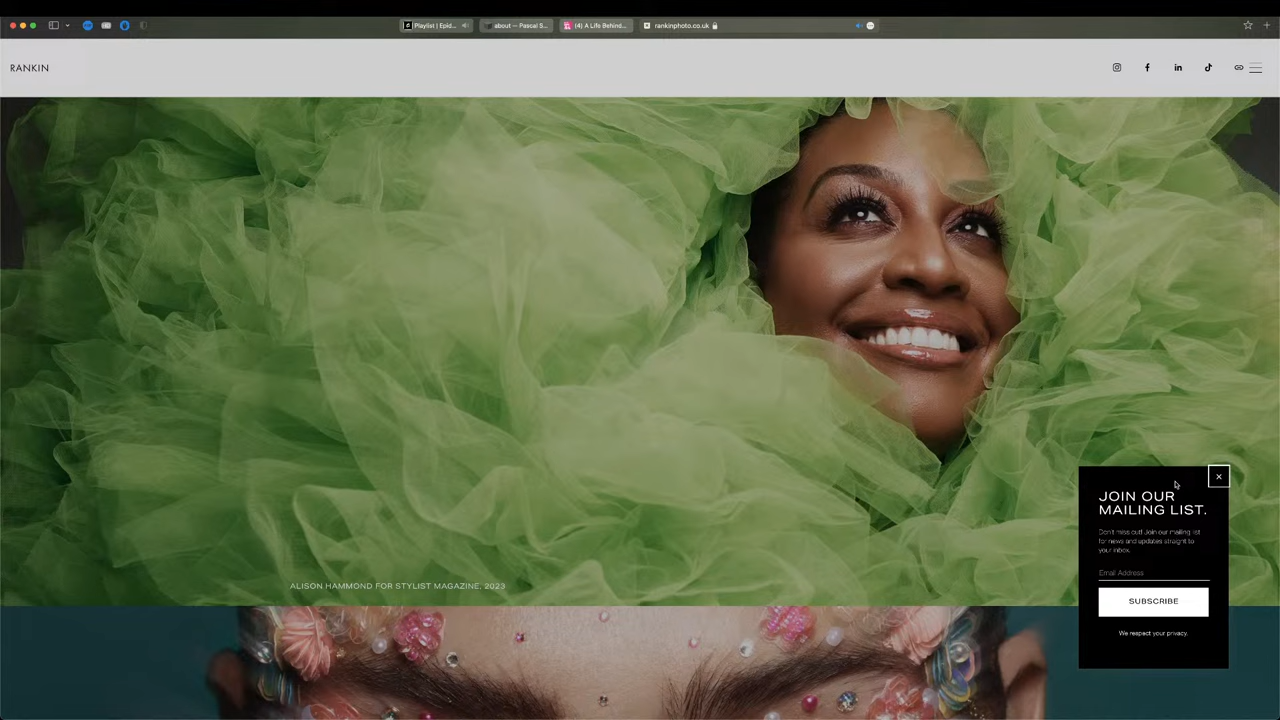 Playlist | Epid...
about — Pascal S...
(4) A Life Behind...
rankinphoto.co.uk
RANKIN
ALISON HAMMOND FOR STYLIST MAGAZINE, 2023
JOIN OUR
MAILING LIST.
Don't miss out! Join our mailing list
for news and updates straight to
your inbox.
Email Address
SUBSCRIBE
We respect your privacy.